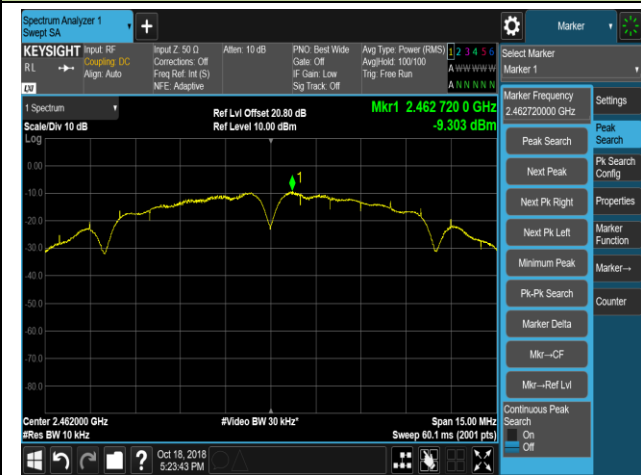 Spectrum Analyzer 1
Swept SA
Marker
KEYSIGHT
RL
LXI
Input: RF
Coupling: DC
Align: Auto
Input Z: 50 Ω
Corrections: Off
Freq Ref: Int (S)
NFE: Adaptive
Atten: 10 dB
PNO: Best Wide
Gate: Off
IF Gain: Low
Sig Track: Off
Avg Type: Power (RMS)
Avg|Hold: 100/100
Trig: Free Run
1 2 3 4 5 6
A W W W W W
A N N N N N
1 Spectrum
Scale/Div 10 dB
Log
Ref Lvl Offset 20.80 dB
Ref Level 10.00 dBm
Mkr1 2.462 720 0 GHz
-9.303 dBm
0.00
-10.0
-20.0
-30.0
-40.0
-50.0
-60.0
-70.0
-80.0
1
Center 2.462000 GHz
#Res BW 10 kHz
#Video BW 30 kHz*
Span 15.00 MHz
Sweep 60.1 ms (2001 pts)
Select Marker
Marker 1
Marker Frequency
2.462720000 GHz
Peak Search
Next Peak
Next Pk Right
Next Pk Left
Minimum Peak
Pk-Pk Search
Marker Delta
Mkr→CF
Mkr→Ref Lvl
Continuous Peak
Search
On
Off
Settings
Peak
Search
Pk Search
Config
Properties
Marker
Function
Marker→
Counter
?
Oct 18, 2018
5:23:43 PM